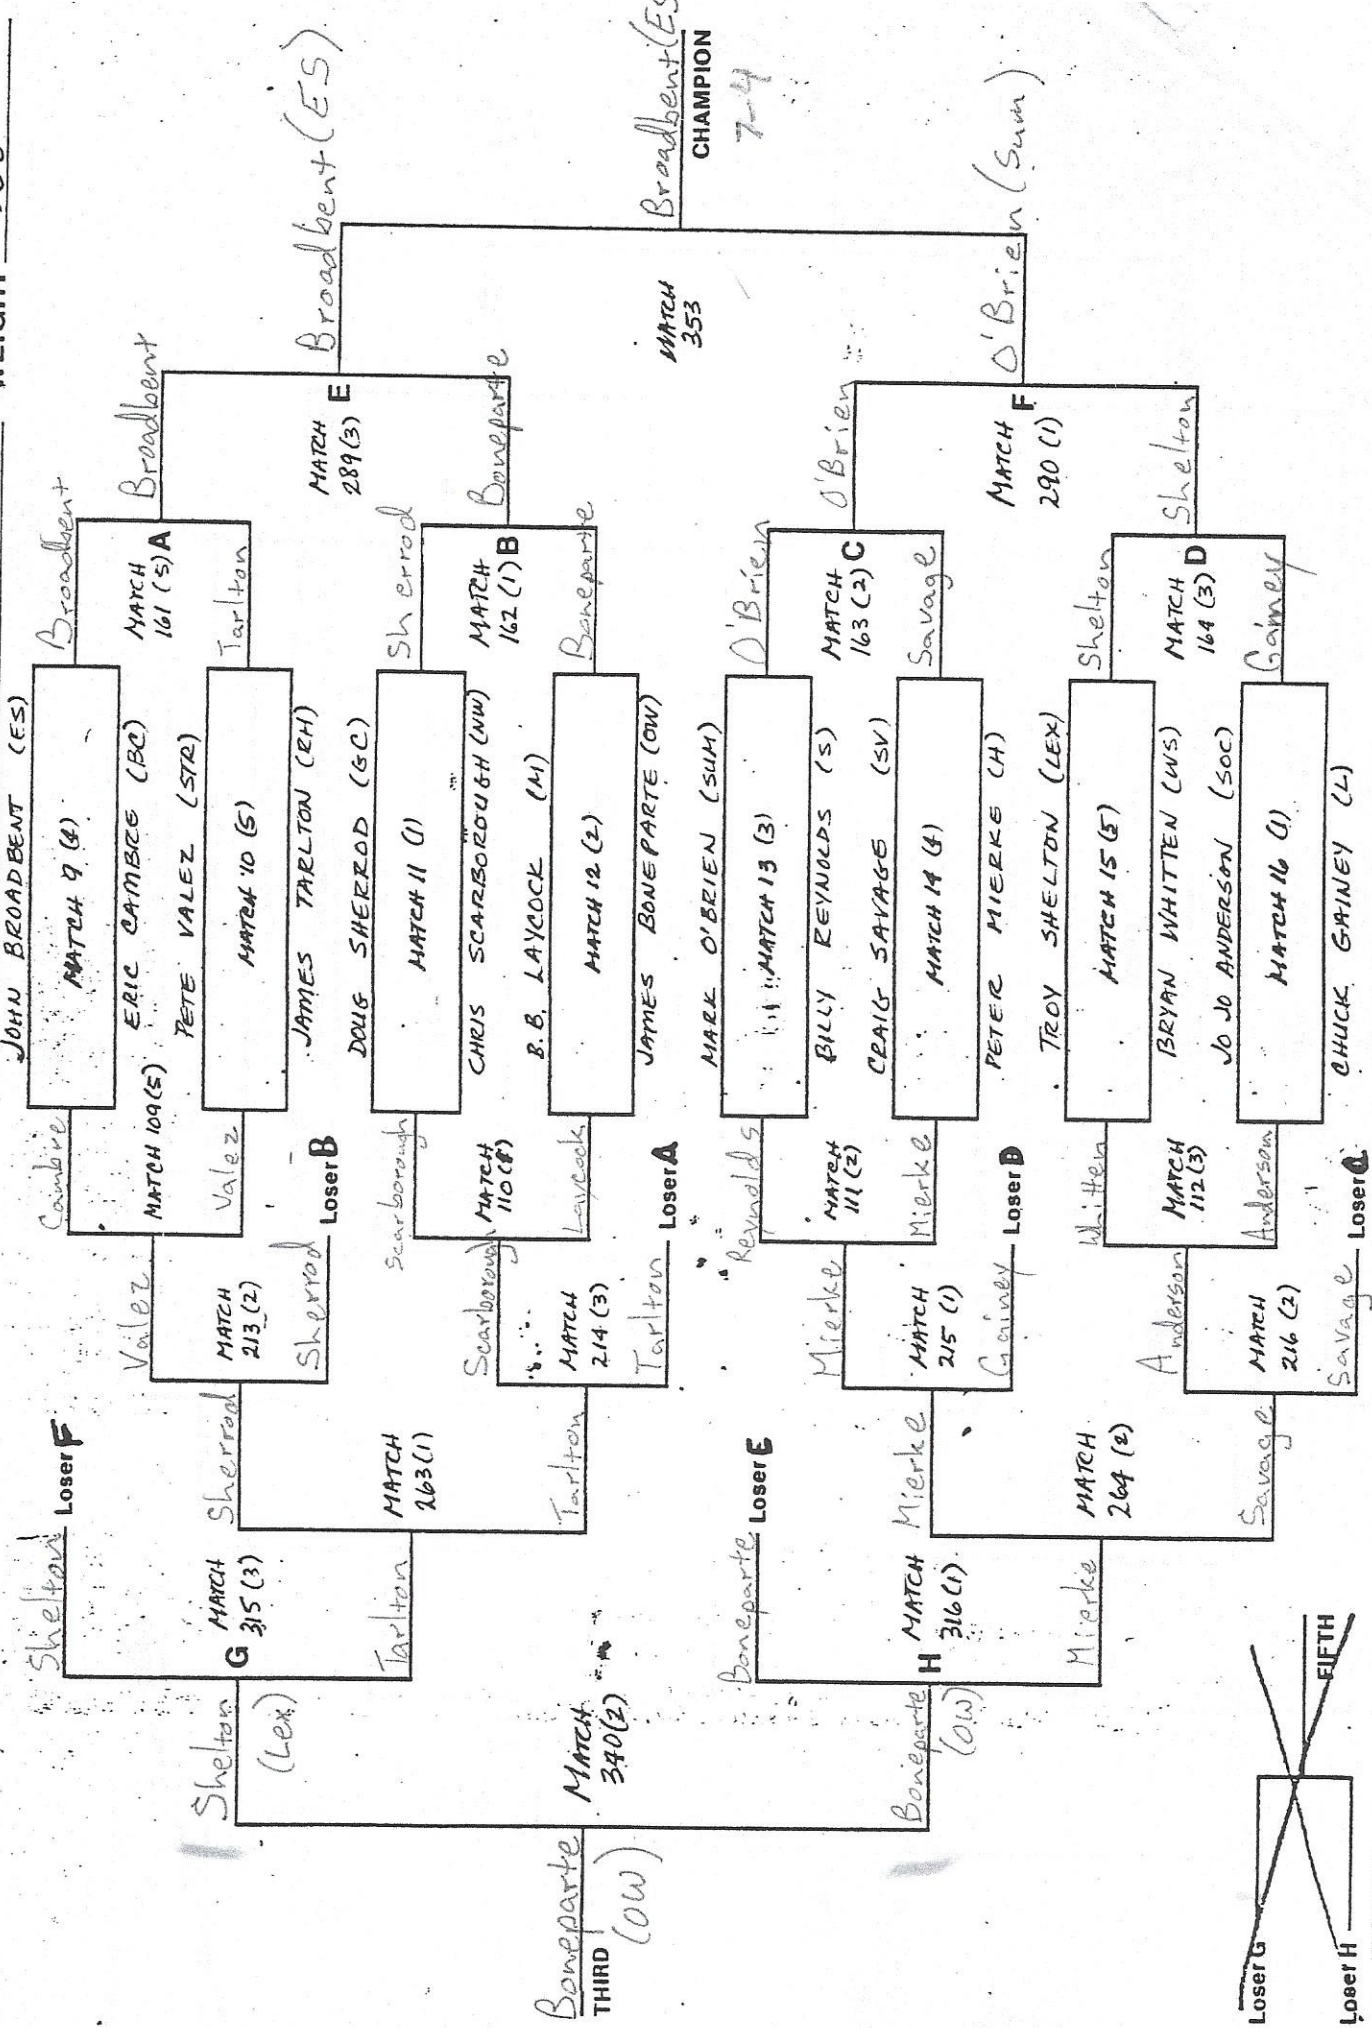 WEIGHT
JOHN BROADBENT (ES)
MATCH 9 (4)
ERIC CAMBRE (BC)
PETE VALEZ (STR)
MATCH 10 (5)
JAMES TARLTON (RH)
DOUG SHERROD (GC)
MATCH 11 (1)
CHRIS SCARBOROUGH (NW)
B.B. LAYCOCK (M)
MATCH 12 (2)
JAMES BONEPARTE (OW)
MARK O'BRIEN (SUM)
MATCH 13 (3)
BILLY REYNOLDS (S)
CRAIG SAVAGE (SV)
MATCH 14 (4)
PETER MIERKE (H)
TROY SHELTON (LEX)
MATCH 15 (5)
BRYAN WHITTEN (WS)
JO JO ANDERSON (SOC)
MATCH 16 (1)
CHUCK GAINEY (L)
Broadbent
MATCH
161 (5) A
Tarlton
Sherrod
MATCH
162 (1) B
Boneparte
O'Brien
MATCH
163 (2) C
Savage
Shelton
MATCH
164 (3) D
Gainey
Broadbent
MATCH
289 (3)
E
Boneparte
O'Brien
MATCH
290 (1)
F
Shelton
Broadbent (ES)
MATCH
353
O'Brien (Sum)
Broadbent (ES
CHAMPION
7-4
Cambre
MATCH 109 (5)
Valez
Scarborough
MATCH
Laycock
Reynolds
MATCH
111 (2)
Mierke
Whitten
MATCH
112 (3)
Anderson
Valez
MATCH
213 (2)
Sherrod
Loser B
Scarborough
MATCH
214 (3)
Tarlton
Loser A
Mierke
MATCH
215 (1)
Gainey
Loser D
Anderson
MATCH
216 (2)
Savage
Loser C
Sherrod
MATCH
263 (1)
Tarlton
Mierke
MATCH
264 (2)
Savage
Shelton
Loser F
MATCH
315 (3)
G
Tarlton
Boneparte
Loser E
MATCH
316 (1)
H
Mierke
Shelton
(Lex)
MATCH
340 (2)
Boneparte
(OW)
Boneparte
THIRD
(OW)
Loser G
Loser H
FIFTH